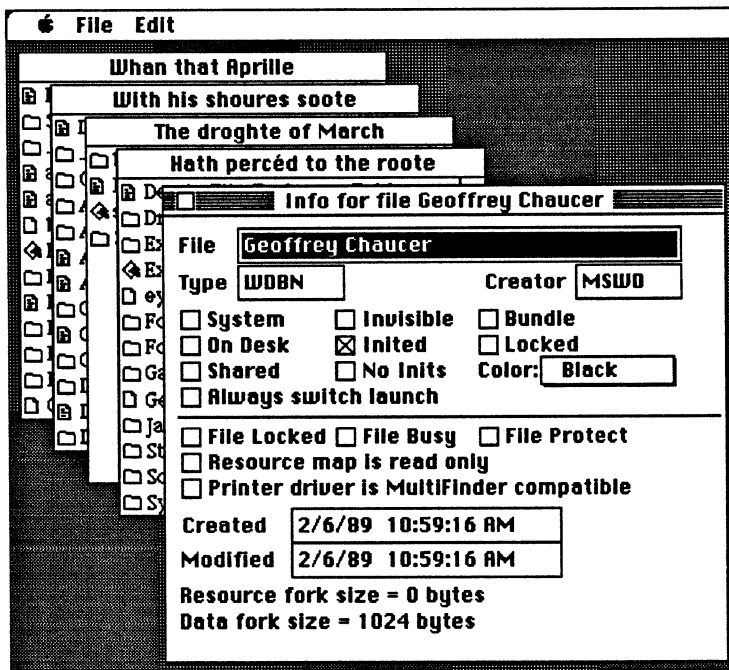 File Edit
Whan that Aprille
With his shoures soote
The droghte of March
Hath percéd to the roote
Info for file Geoffrey Chaucer
File Geoffrey Chaucer
Type WDBN Creator MSWD
System Invisible Bundle
On Desk Inited Locked
Shared No Inits Color: Black
Always switch launch
File Locked File Busy File Protect
Resource map is read only
Printer driver is MultiFinder compatible
Created 2/6/89 10:59:16 AM
Modified 2/6/89 10:59:16 AM
Resource fork size = 0 bytes
Data fork size = 1024 bytes